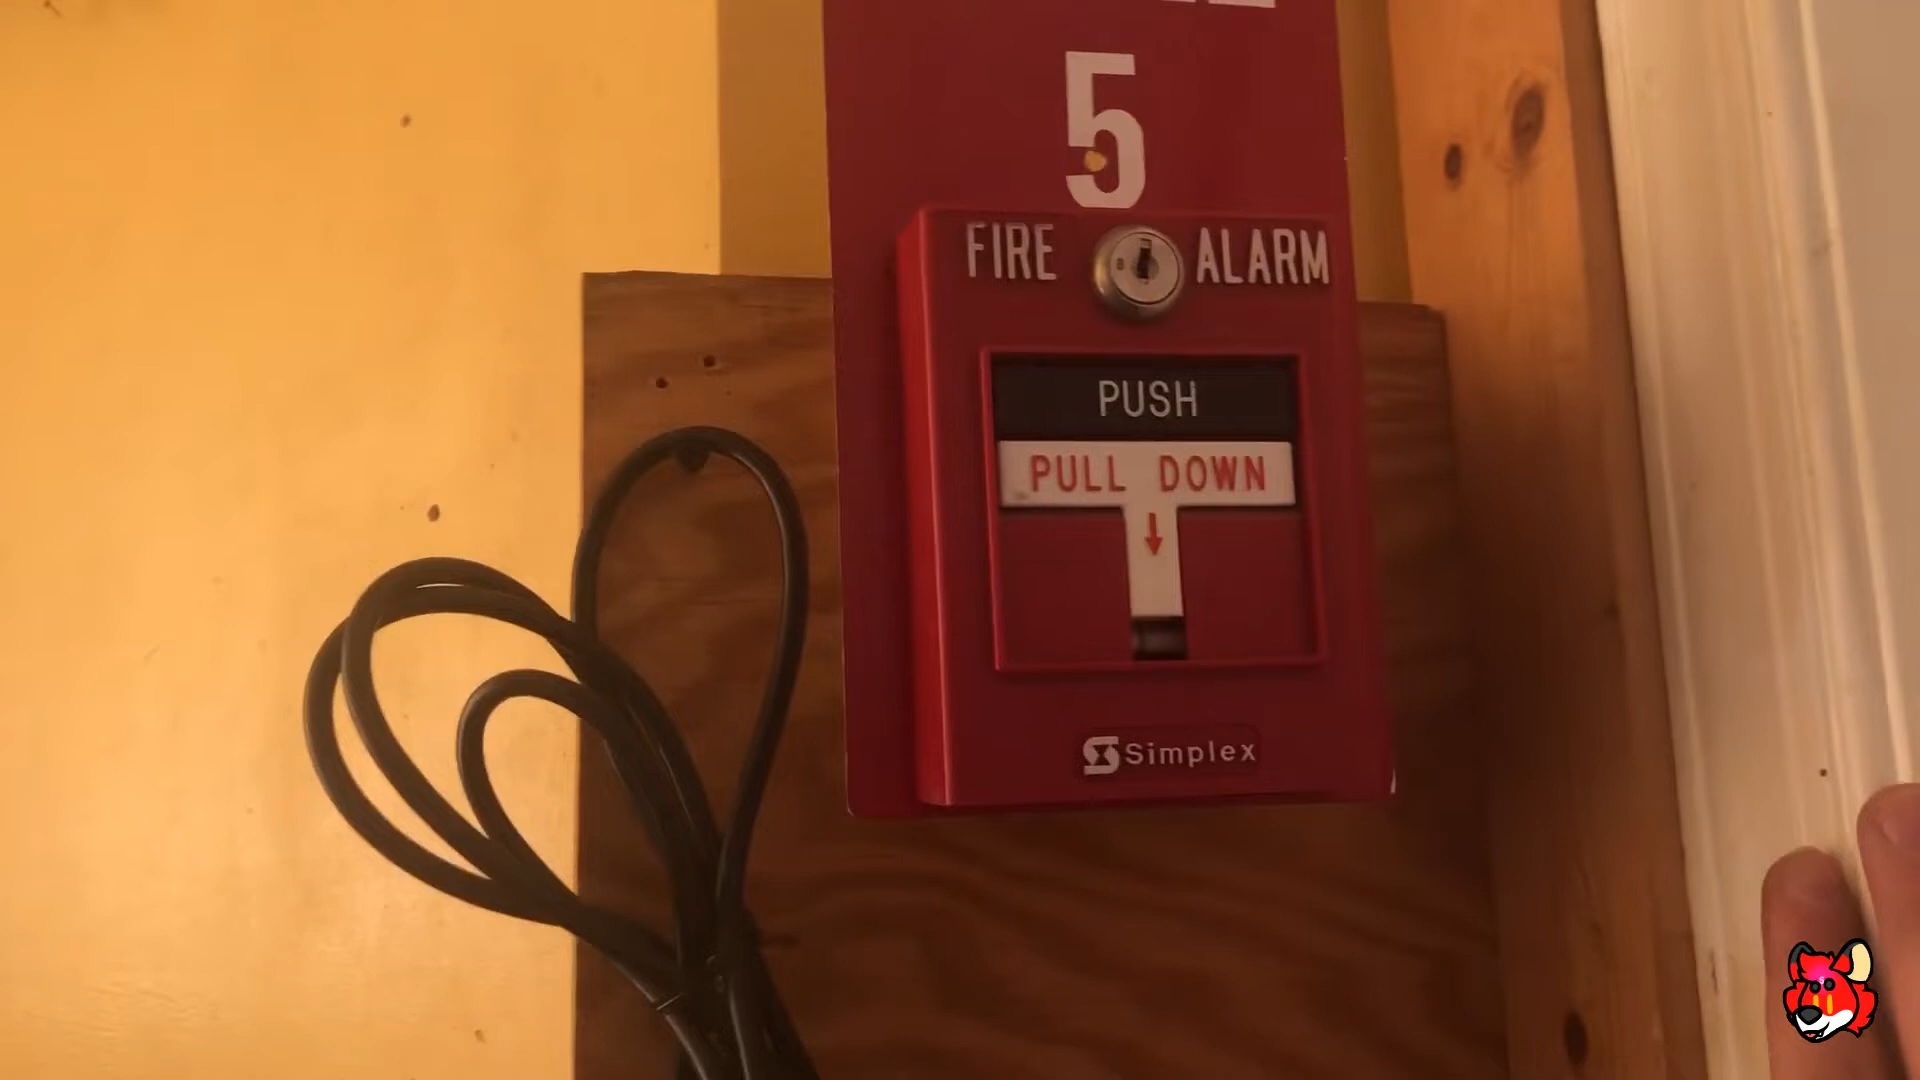 5
FIRE ALARM
PUSH
PULL DOWN
Simplex